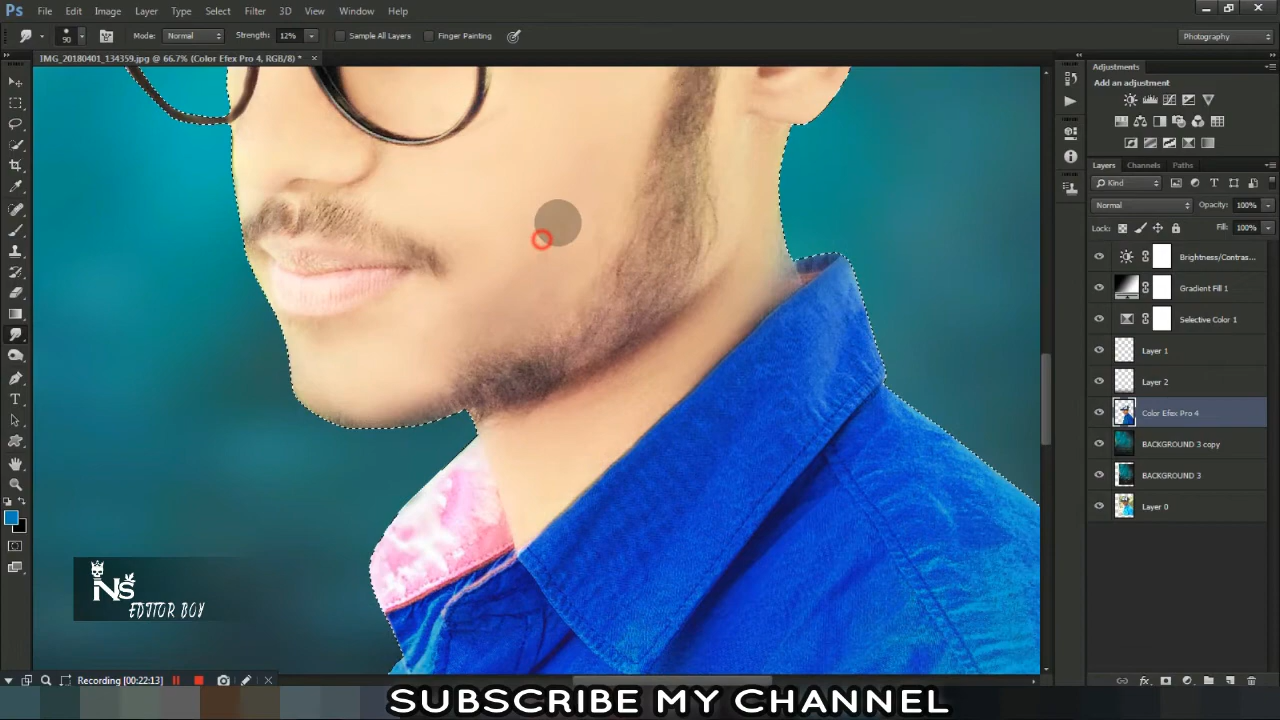 Ps File Edit Image Layer Type Select Filter 3D View Window Help
90 Mode: Normal Strength: 12% Sample All Layers Finger Painting Photography
IMG_20180401_134359.jpg @ 66.7% (Color Efex Pro 4, RGB/8) * ×
Adjustments
Add an adjustment
Layers Channels Paths
Kind
Normal Opacity: 100%
Lock: Fill: 100%
Brightness/Contras...
Gradient Fill 1
Selective Color 1
Layer 1
Layer 2
Color Efex Pro 4
BACKGROUND 3 copy
BACKGROUND 3
Layer 0
NS
EDITOR BOY
Recording [00:22:13]
SUBSCRIBE MY CHANNEL